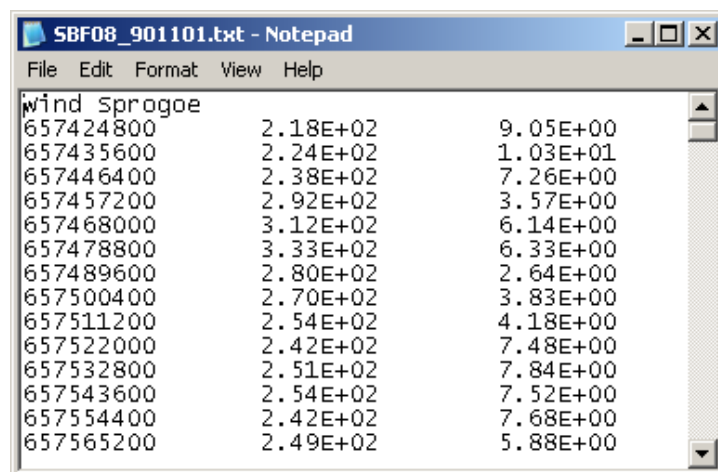 SBF08_901101.txt - Notepad
File Edit Format View Help
Wind Sprogoe
657424800 2.18E+02 9.05E+00
657435600 2.24E+02 1.03E+01
657446400 2.38E+02 7.26E+00
657457200 2.92E+02 3.57E+00
657468000 3.12E+02 6.14E+00
657478800 3.33E+02 6.33E+00
657489600 2.80E+02 2.64E+00
657500400 2.70E+02 3.83E+00
657511200 2.54E+02 4.18E+00
657522000 2.42E+02 7.48E+00
657532800 2.51E+02 7.84E+00
657543600 2.54E+02 7.52E+00
657554400 2.42E+02 7.68E+00
657565200 2.49E+02 5.88E+00